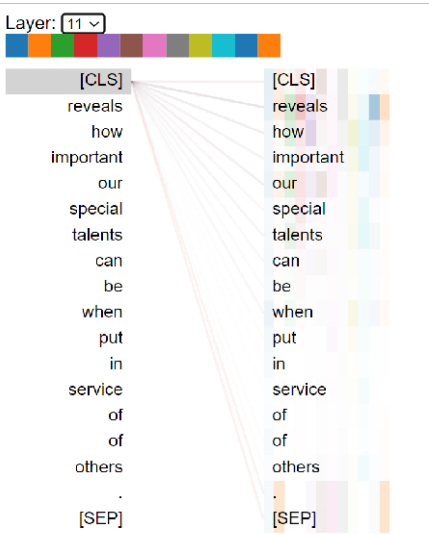 Layer: 11
[CLS] [CLS]
reveals reveals
how how
important important
our our
special special
talents talents
can can
be be
when when
put put
in in
service service
of of
of of
others others
. .
[SEP] [SEP]